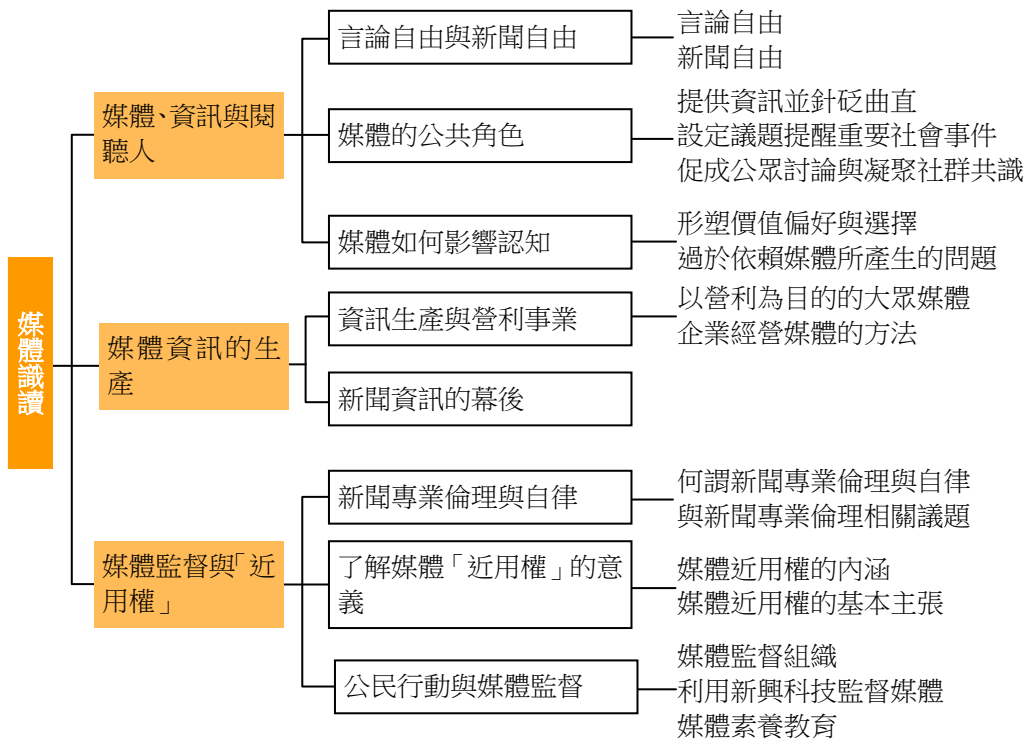 媒體識讀
媒體、資訊與閱
聽人
言論自由與新聞自由
言論自由
新聞自由
媒體的公共角色
提供資訊並針砭曲直
設定議題提醒重要社會事件
促成公眾討論與凝聚社群共識
媒體如何影響認知
形塑價值偏好與選擇
過於依賴媒體所產生的問題
媒體資訊的生
產
資訊生產與營利事業
以營利為目的的大眾媒體
企業經營媒體的方法
新聞資訊的幕後
媒體監督與「近
用權」
新聞專業倫理與自律
何謂新聞專業倫理與自律
與新聞專業倫理相關議題
了解媒體「近用權」的意
義
媒體近用權的內涵
媒體近用權的基本主張
公民行動與媒體監督
媒體監督組織
利用新興科技監督媒體
媒體素養教育